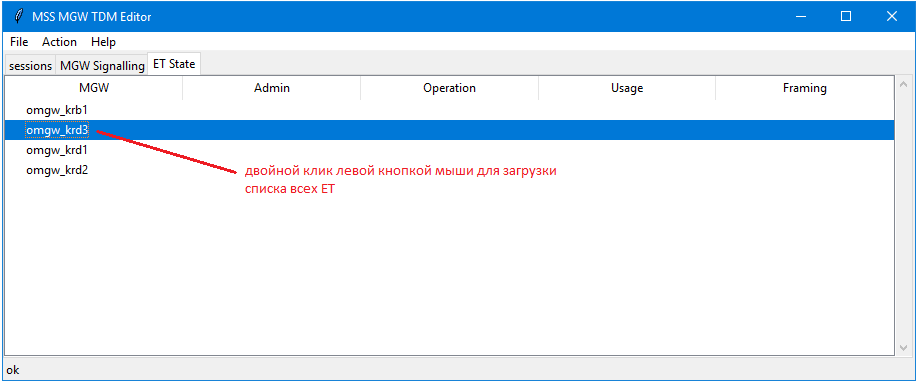 MSS MGW TDM Editor
File Action Help
sessions MGW Signalling ET State
MGW Admin Operation Usage Framing
omgw_krb1
omgw_krd3
omgw_krd1
omgw_krd2
двойной клик левой кнопкой мыши для загрузки
списка всех ET
ok